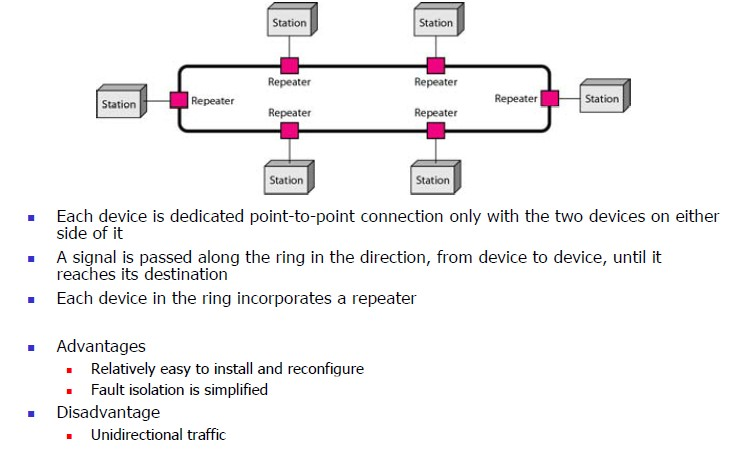 Station
Station
Repeater
Repeater
Station
Repeater
Repeater
Station
Repeater
Repeater
Station
Station
Each device is dedicated point-to-point connection only with the two devices on either
side of it
A signal is passed along the ring in the direction, from device to device, until it
reaches its destination
Each device in the ring incorporates a repeater
Advantages
Relatively easy to install and reconfigure
Fault isolation is simplified
Disadvantage
Unidirectional traffic